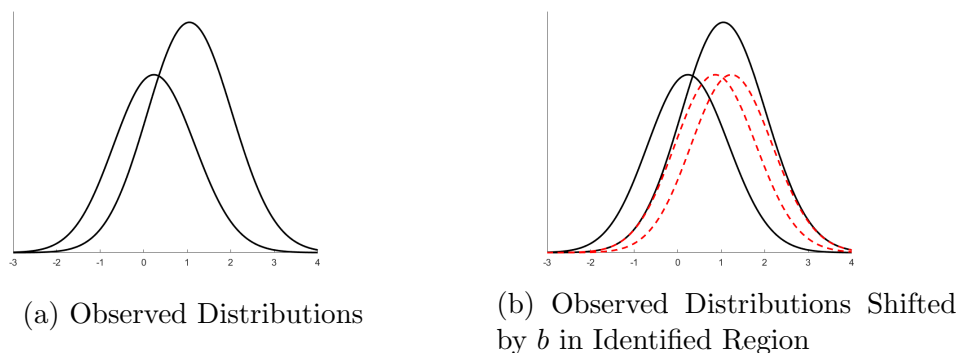 -3 -2 -1 0 1 2 3 4
(a) Observed Distributions
-3 -2 -1 0 1 2 3 4
(b) Observed Distributions Shifted
by b in Identified Region